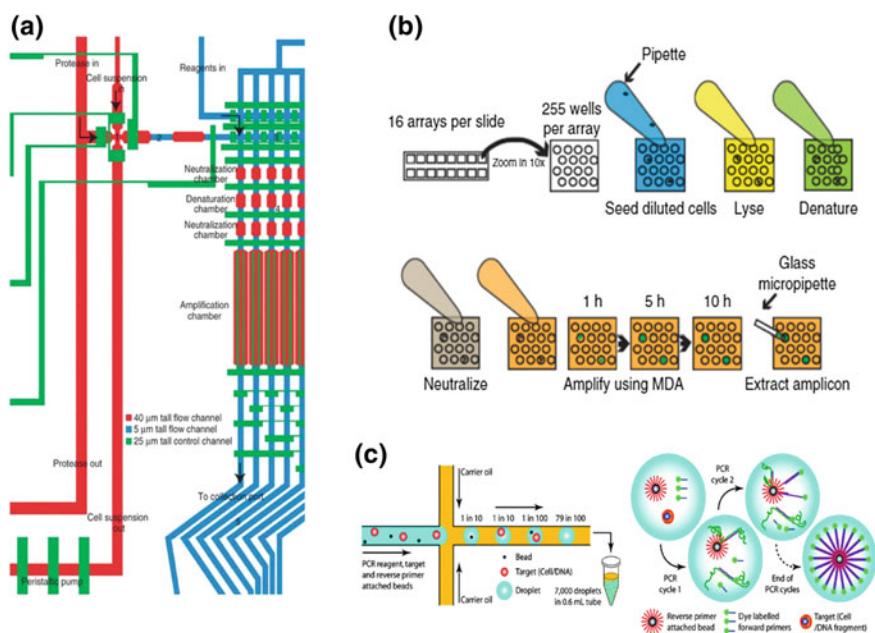 (a)
Protease in
Cell suspension
in
Reagents in
2
Neutralization
chamber
Denaturation
chamber
4
Neutralization
chamber
Amplification
chamber
40 µm tall flow channel
5 µm tall flow channel
25 µm tall control channel
Protease out
To collection port
Cell suspension
out
Peristaltic pump
(b)
Pipette
16 arrays per slide
255 wells
per array
Zoom in 10x
Seed diluted cells
Lyse
Denature
Glass
micropipette
1 h
5 h
10 h
Neutralize
Amplify using MDA
Extract amplicon
(c)
Carrier oil
1 in 10
1 in 10
1 in 100
79 in 100
Bead
Target (Cell/DNA)
Droplet
PCR reagent, target
and reverse primer
attached beads
Carrier oil
7,000 droplets
in 0.6 mL tube
PCR
cycle 2
PCR
cycle 1
End of
PCR cycles
Reverse primer
attached bead
Dye labelled
forward primers
Target (Cell
/DNA fragment)